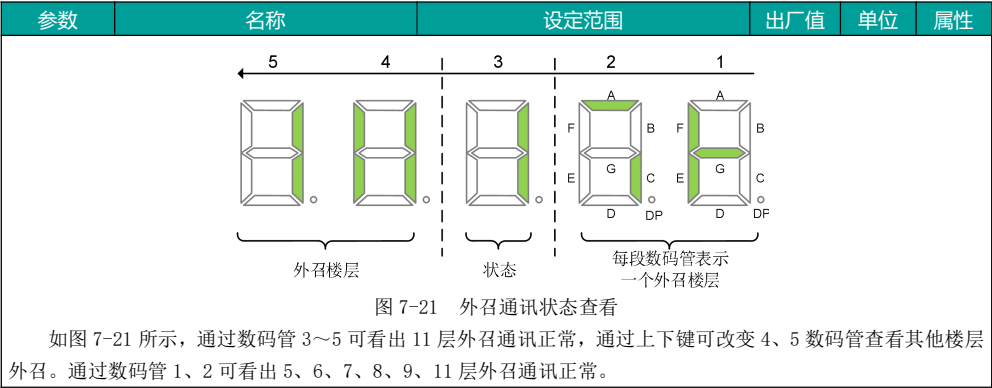 参数 名称 设定范围 出厂值 单位 属性
5 4 3 2 1
A A
F B F B
G G
E C E C
D DP D DP
外召楼层 状态 每段数码管表示
一个外召楼层
图 7-21 外召通讯状态查看
如图 7-21 所示，通过数码管 3～5 可看出 11 层外召通讯正常，通过上下键可改变 4、5 数码管查看其他楼层
外召。通过数码管 1、2 可看出 5、6、7、8、9、11 层外召通讯正常。